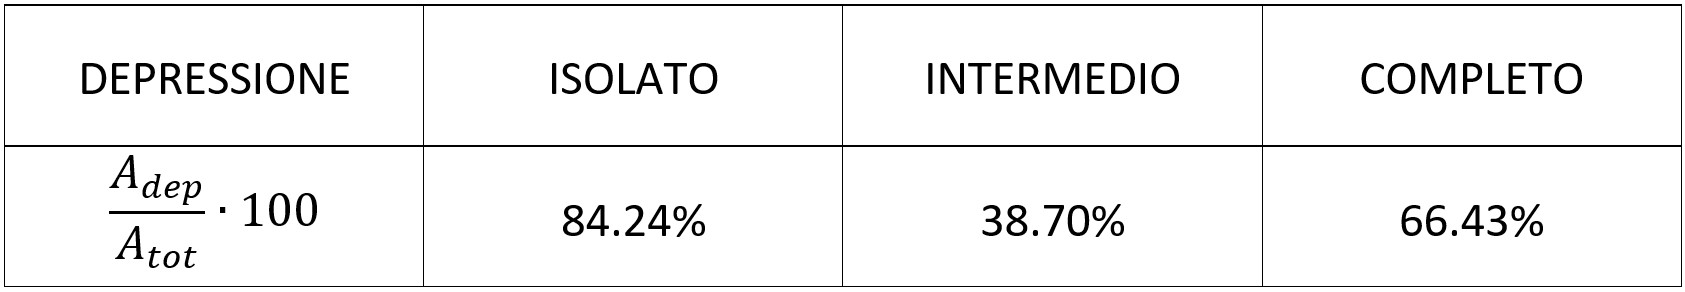 DEPRESSIONE ISOLATO INTERMEDIO COMPLETO
A_dep / A_tot · 100 84.24% 38.70% 66.43%